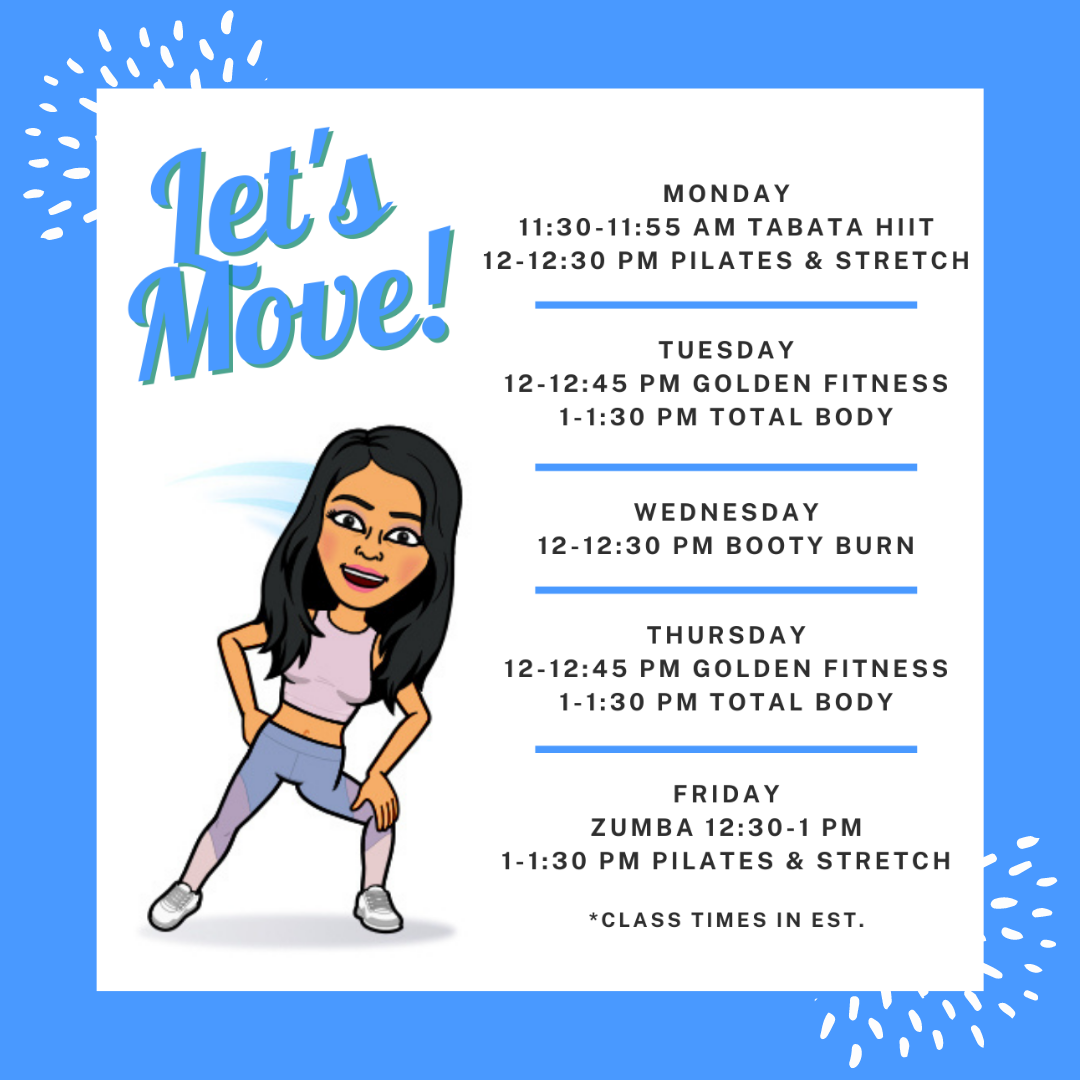 Let's
Move!
MONDAY
11:30-11:55 AM TABATA HIIT
12-12:30 PM PILATES & STRETCH
TUESDAY
12-12:45 PM GOLDEN FITNESS
1-1:30 PM TOTAL BODY
WEDNESDAY
12-12:30 PM BOOTY BURN
THURSDAY
12-12:45 PM GOLDEN FITNESS
1-1:30 PM TOTAL BODY
FRIDAY
ZUMBA 12:30-1 PM
1-1:30 PM PILATES & STRETCH
*CLASS TIMES IN EST.